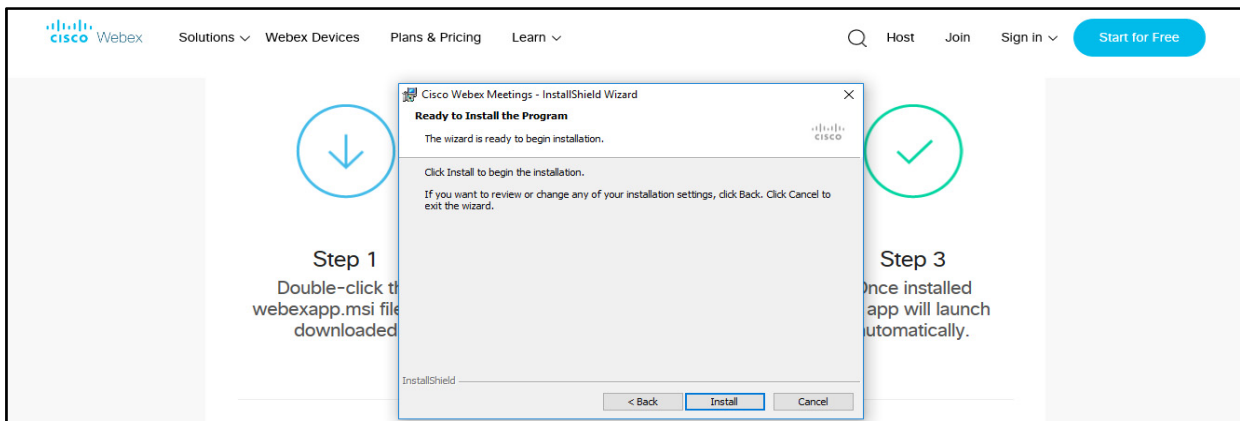 CISCO Webex Solutions Webex Devices Plans & Pricing Learn Host Join Sign in Start for Free
Cisco Webex Meetings - InstallShield Wizard
Ready to Install the Program
The wizard is ready to begin installation.
CISCO
Click Install to begin the installation.
If you want to review or change any of your installation settings, click Back. Click Cancel to
exit the wizard.
InstallShield
< Back Install Cancel
Step 1
Double-click
webexapp.msi
downloaded
Step 3
installed
app will launch
automatically.